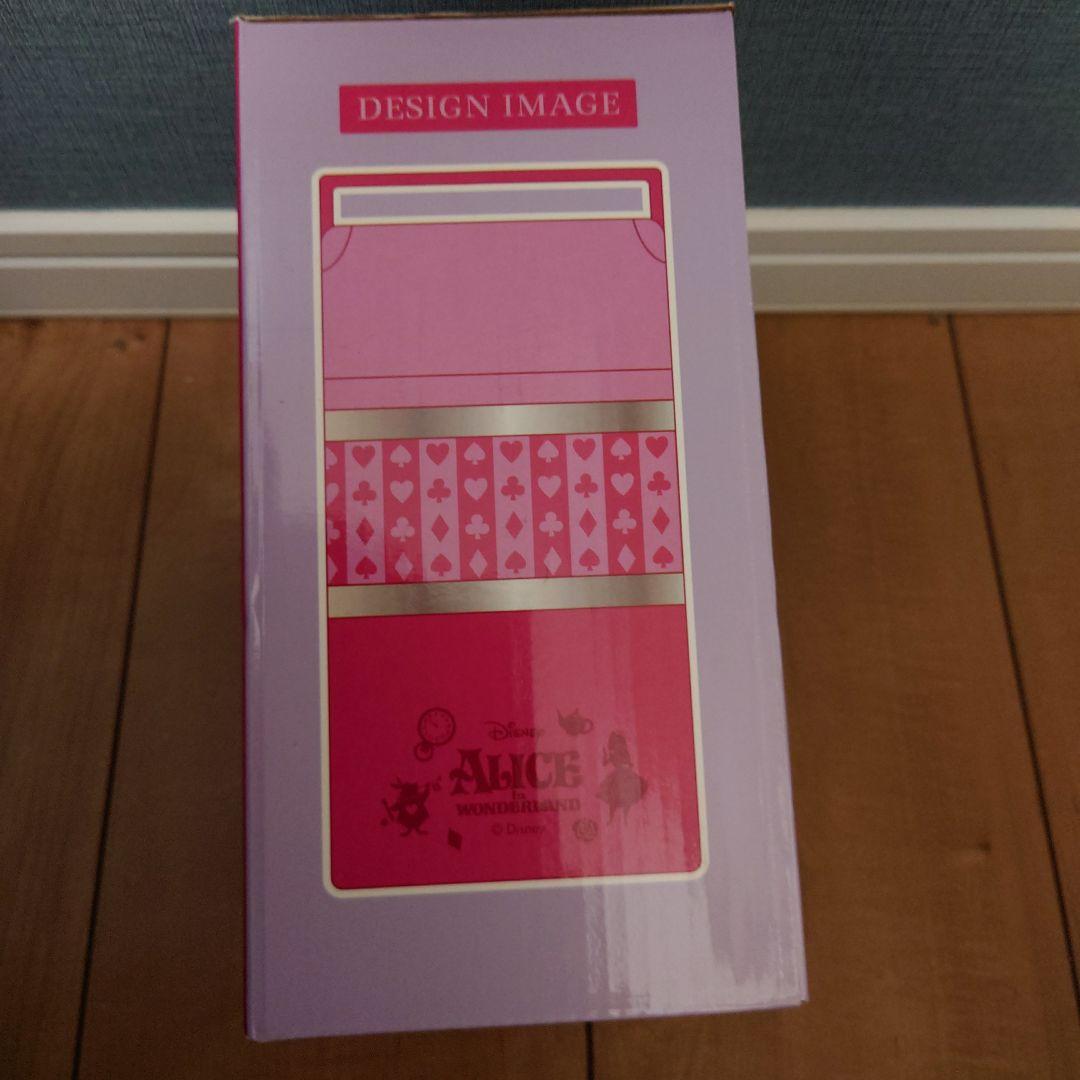 DESIGN IMAGE
Disney
ALICE
in
WONDERLAND
© Disney